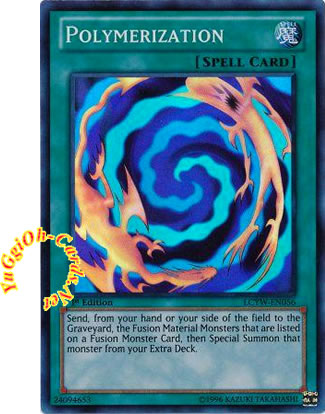 POLYMERIZATION
[SPELL CARD]
YuGgiOh-Cards.Net
1st Edition
LCYW-EN056
Send, from your hand or your side of the field to the
Graveyard, the Fusion Material Monsters that are listed
on a Fusion Monster Card, then Special Summon that
monster from your Extra Deck.
24094653
©1996 KAZUKI TAKAHASHI